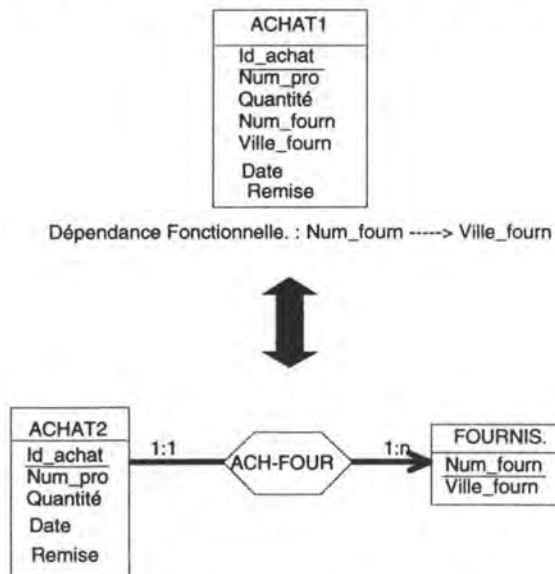 ACHAT1
Id_achat
Num_pro
Quantité
Num_fourn
Ville_fourn
Date
Remise
Dépendance Fonctionnelle. : Num_fourn -----> Ville_fourn
ACHAT2
Id_achat
Num_pro
Quantité
Date
Remise
1:1
ACH-FOUR
1:n
FOURNIS.
Num_fourn
Ville_fourn